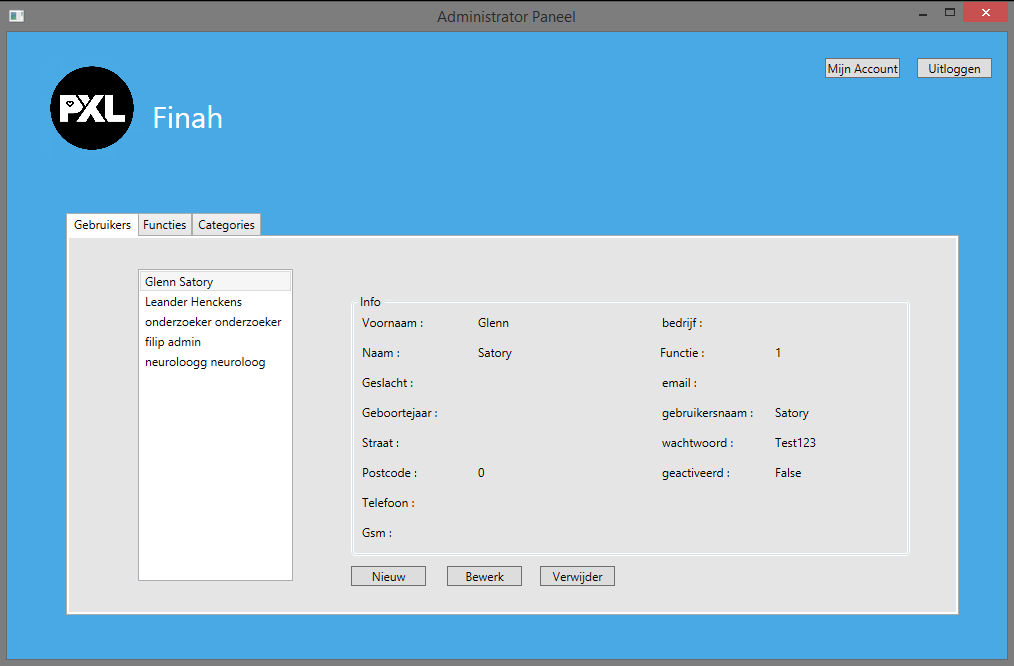 Administrator Paneel
Mijn Account
Uitloggen
PXL
Finah
Gebruikers
Functies
Categories
Glenn Satory
Leander Henckens
onderzoeker onderzoeker
filip admin
neuroloogg neuroloog
Info
Voornaam : Glenn
bedrijf :
Naam : Satory
Functie : 1
Geslacht :
email :
Geboortejaar :
gebruikersnaam : Satory
Straat :
wachtwoord : Test123
Postcode : 0
geactiveerd : False
Telefoon :
Gsm :
Nieuw
Bewerk
Verwijder